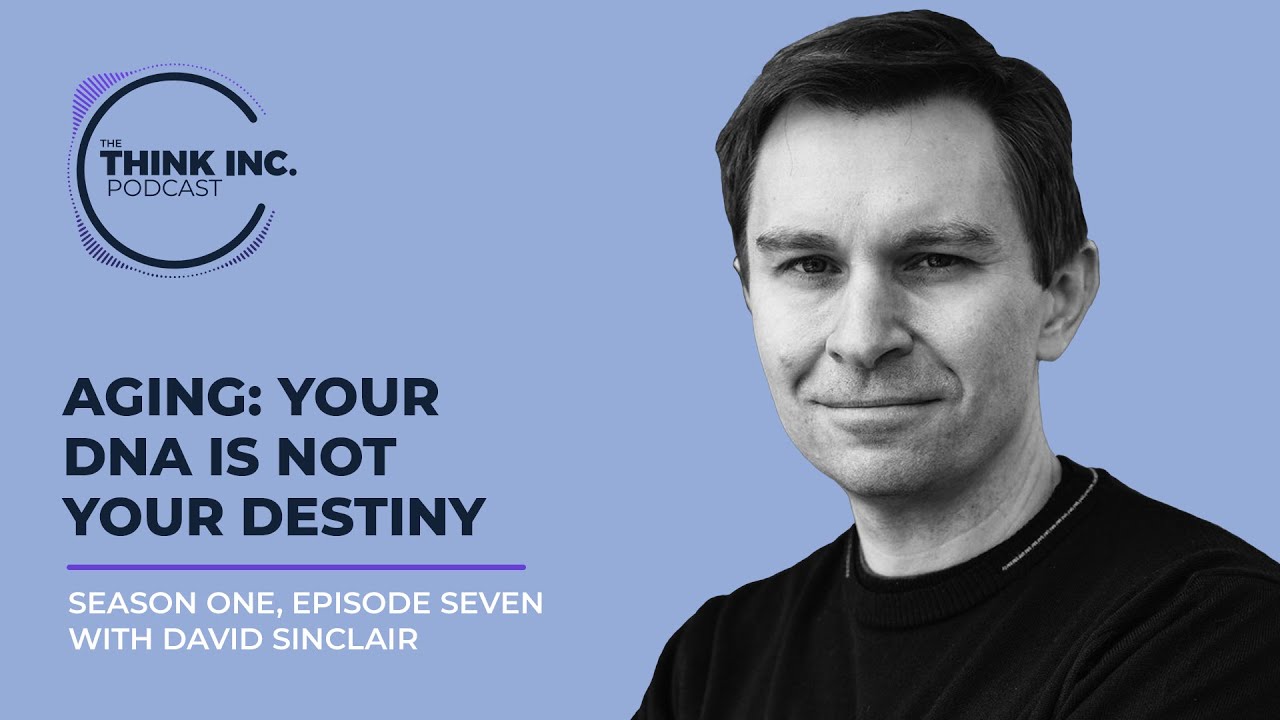 THE
THINK INC.
PODCAST
AGING: YOUR
DNA IS NOT
YOUR DESTINY
SEASON ONE, EPISODE SEVEN
WITH DAVID SINCLAIR